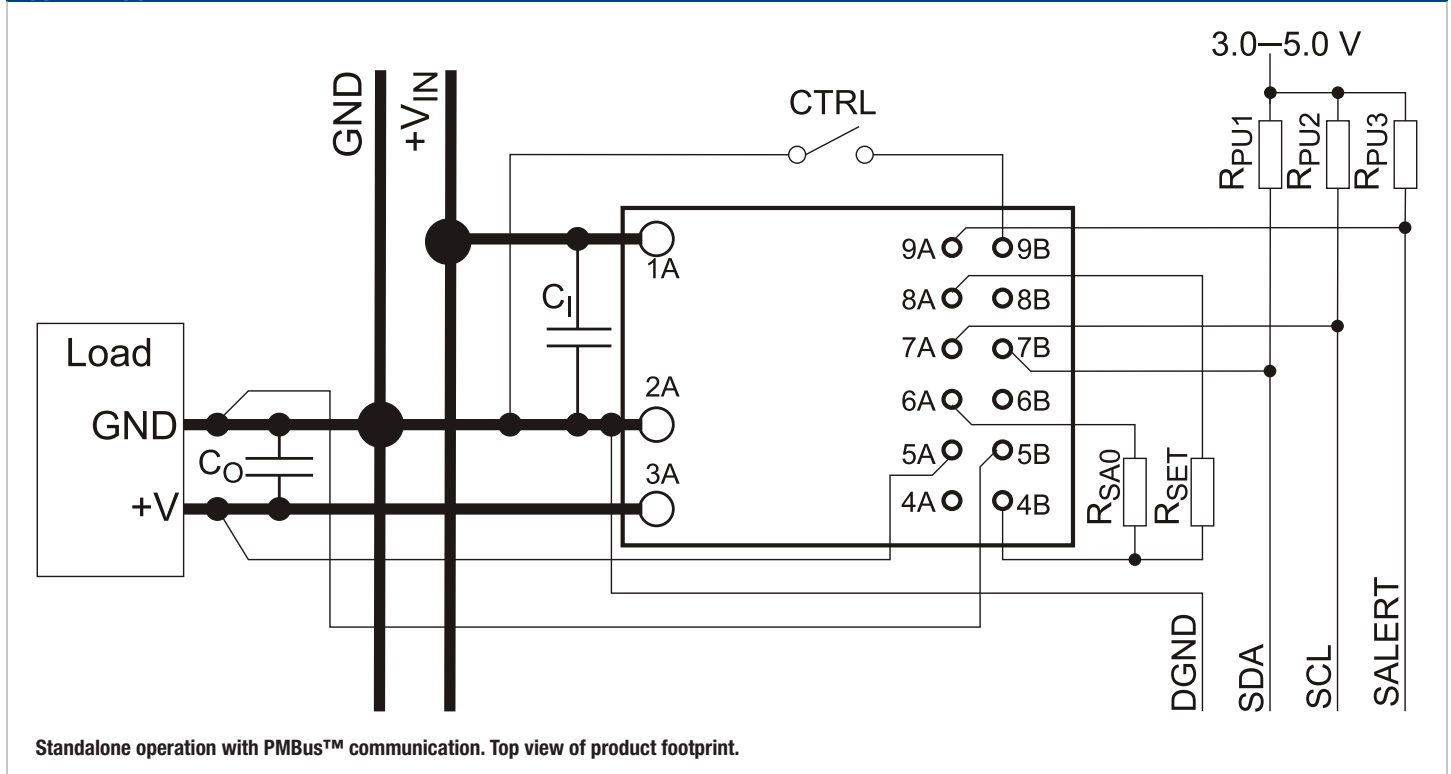 3.0–5.0 V
GND
+VIN
CTRL
RPU1
RPU2
RPU3
1A
9A
9B
8A
8B
CI
7A
7B
Load
2A
6A
6B
GND
5A
5B
CO
3A
RSA0
RSET
+V
4A
4B
DGND
SDA
SCL
SALERT
Standalone operation with PMBus™ communication. Top view of product footprint.